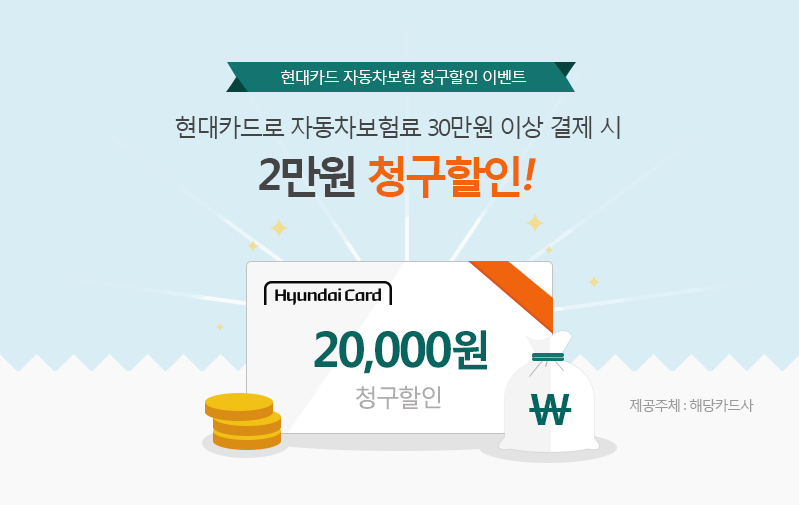 현대카드 자동차보험 청구할인 이벤트
현대카드로 자동차보험료 30만원 이상 결제 시
2만원 청구할인!
Hyundai Card
20,000원
청구할인
₩
제공주체 : 해당카드사